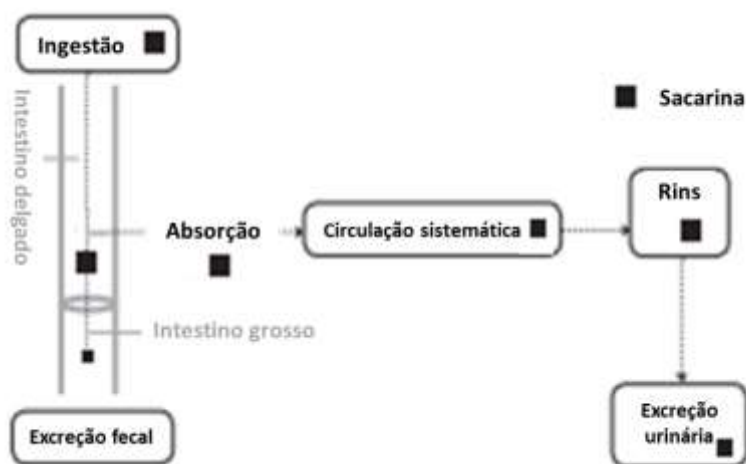 Ingestão
Intestino delgado
Sacarina
Rins
Absorção
Circulação sistemática
Intestino grosso
Excreção fecal
Excreção
urinária